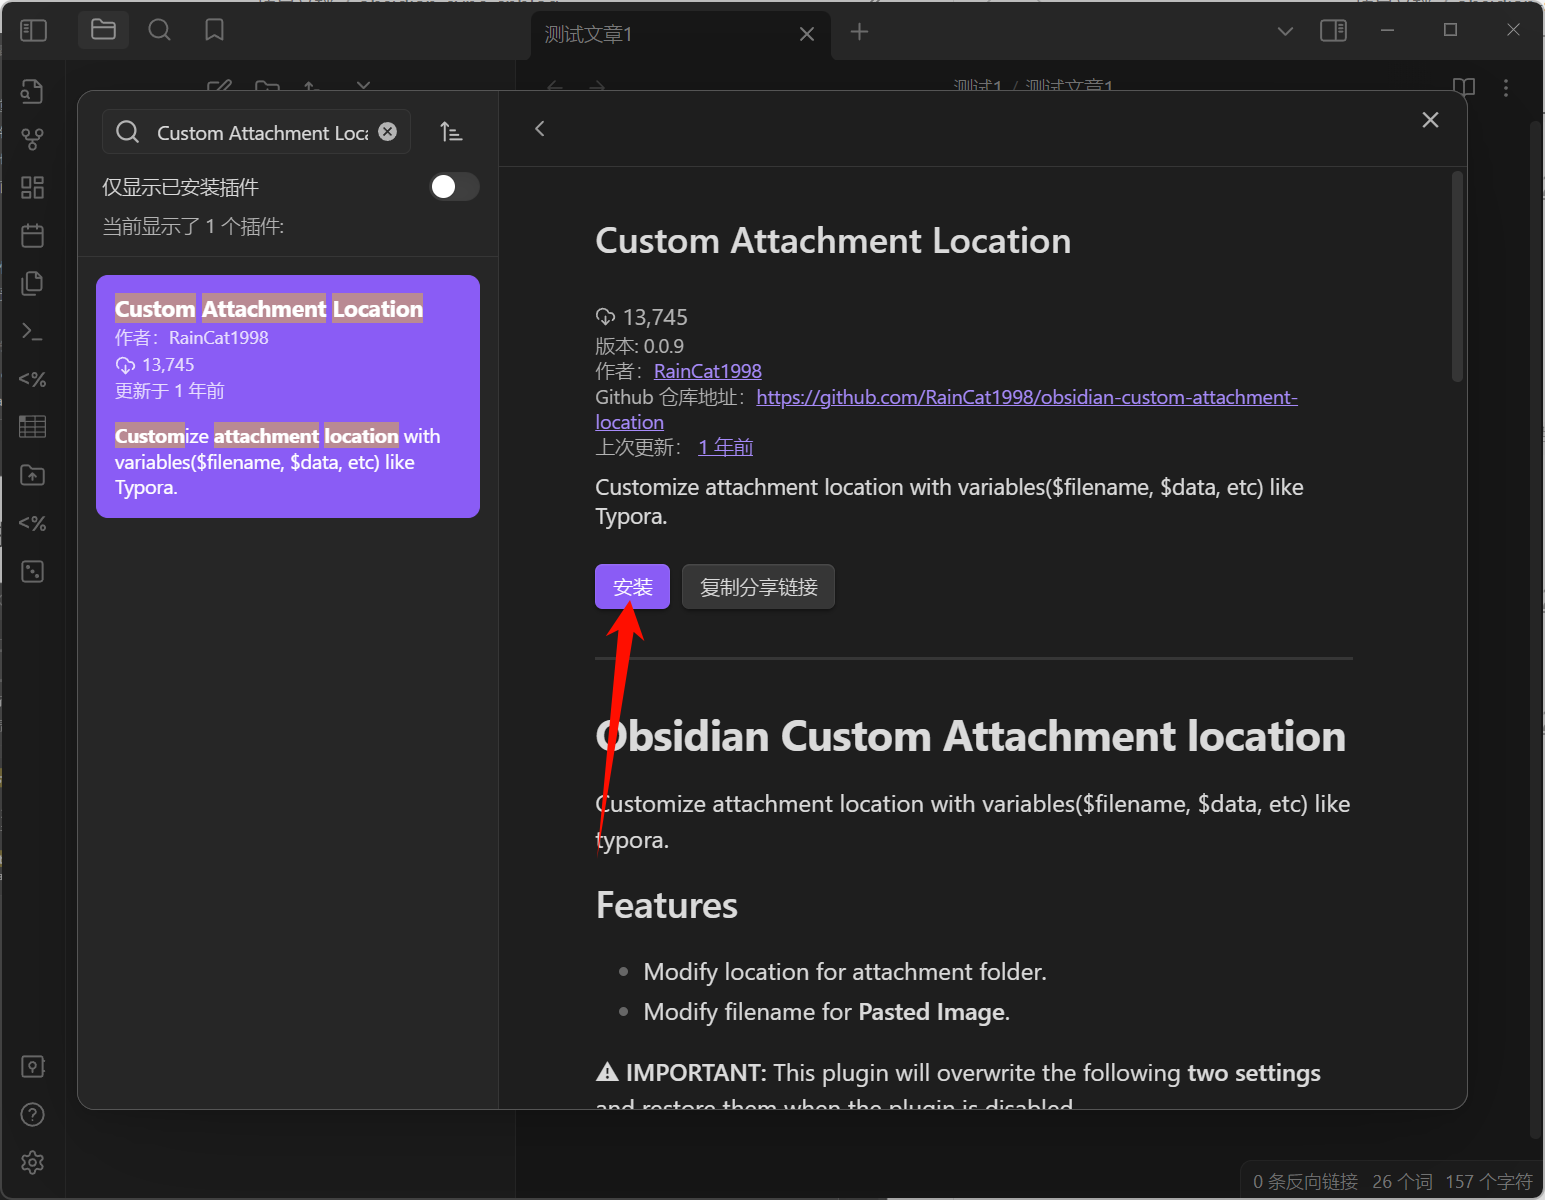 测试文章1
测试1 / 测试文章1
Custom Attachment Loca
仅显示已安装插件
当前显示了 1 个插件:
Custom Attachment Location
作者：RainCat1998
13,745
更新于 1 年前
Customize attachment location with
variables($filename, $data, etc) like
Typora.
Custom Attachment Location
13,745
版本: 0.0.9
作者：RainCat1998
Github 仓库地址：https://github.com/RainCat1998/obsidian-custom-attachment-
location
上次更新： 1 年前
Customize attachment location with variables($filename, $data, etc) like
Typora.
安装
复制分享链接
Obsidian Custom Attachment location
Customize attachment location with variables($filename, $data, etc) like
typora.
Features
Modify location for attachment folder.
Modify filename for Pasted Image.
⚠ IMPORTANT: This plugin will overwrite the following two settings
and restore them when the plugin is disabled
0 条反向链接 26 个词 157 个字符